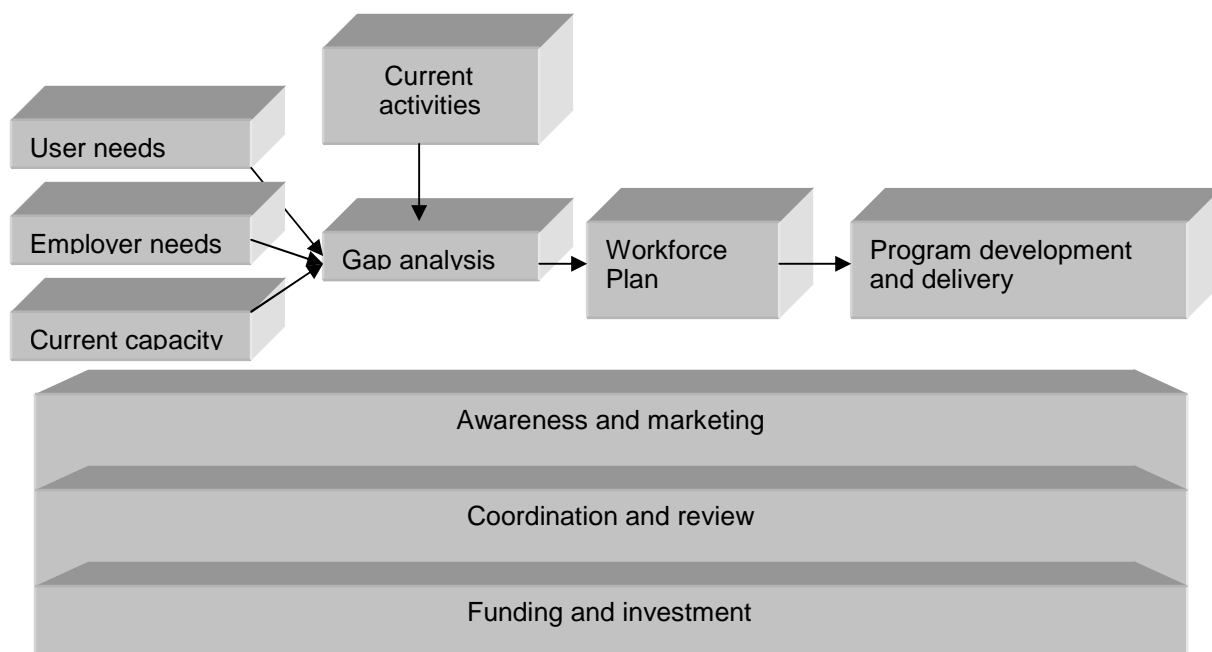 Current
activities
User needs
Employer needs
Current capacity
Gap analysis
Workforce
Plan
Program development
and delivery
Awareness and marketing
Coordination and review
Funding and investment